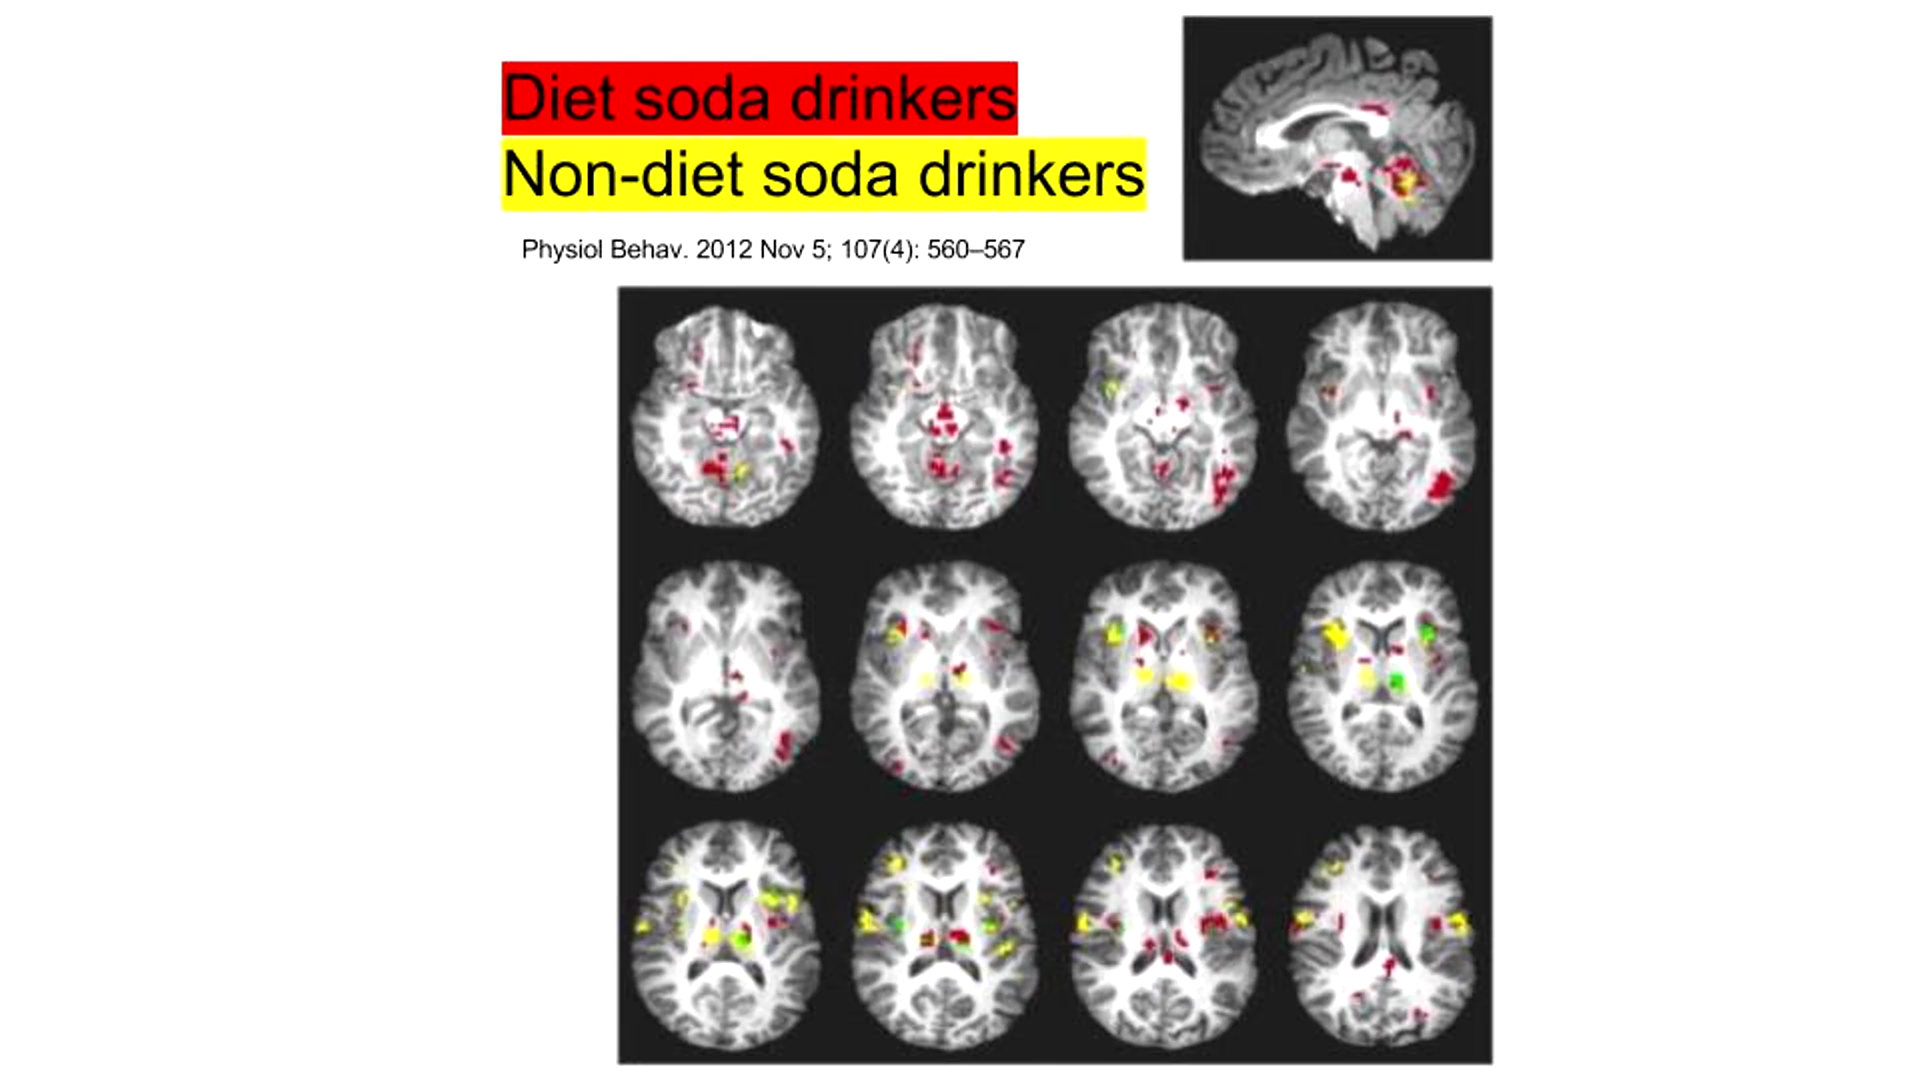 Diet soda drinkers
Non-diet soda drinkers
Physiol Behav. 2012 Nov 5; 107(4): 560–567